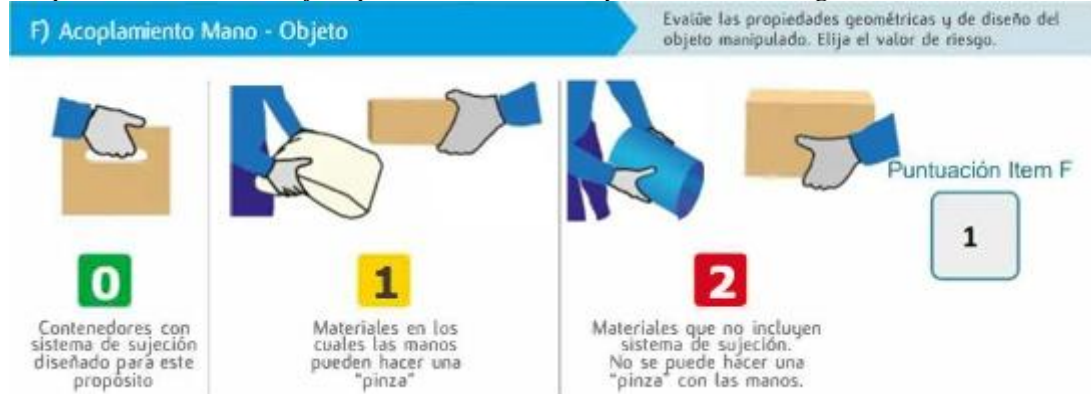 F) Acoplamiento Mano - Objeto
Evalúe las propiedades geométricas y de diseño del
objeto manipulado. Elija el valor de riesgo.
0
Contenedores con
sistema de sujeción
diseñado para este
propósito
1
Materiales en los
cuales las manos
pueden hacer una
"pinza"
2
Materiales que no incluyen
sistema de sujeción.
No se puede hacer una
"pinza" con las manos.
Puntuación Item F
1